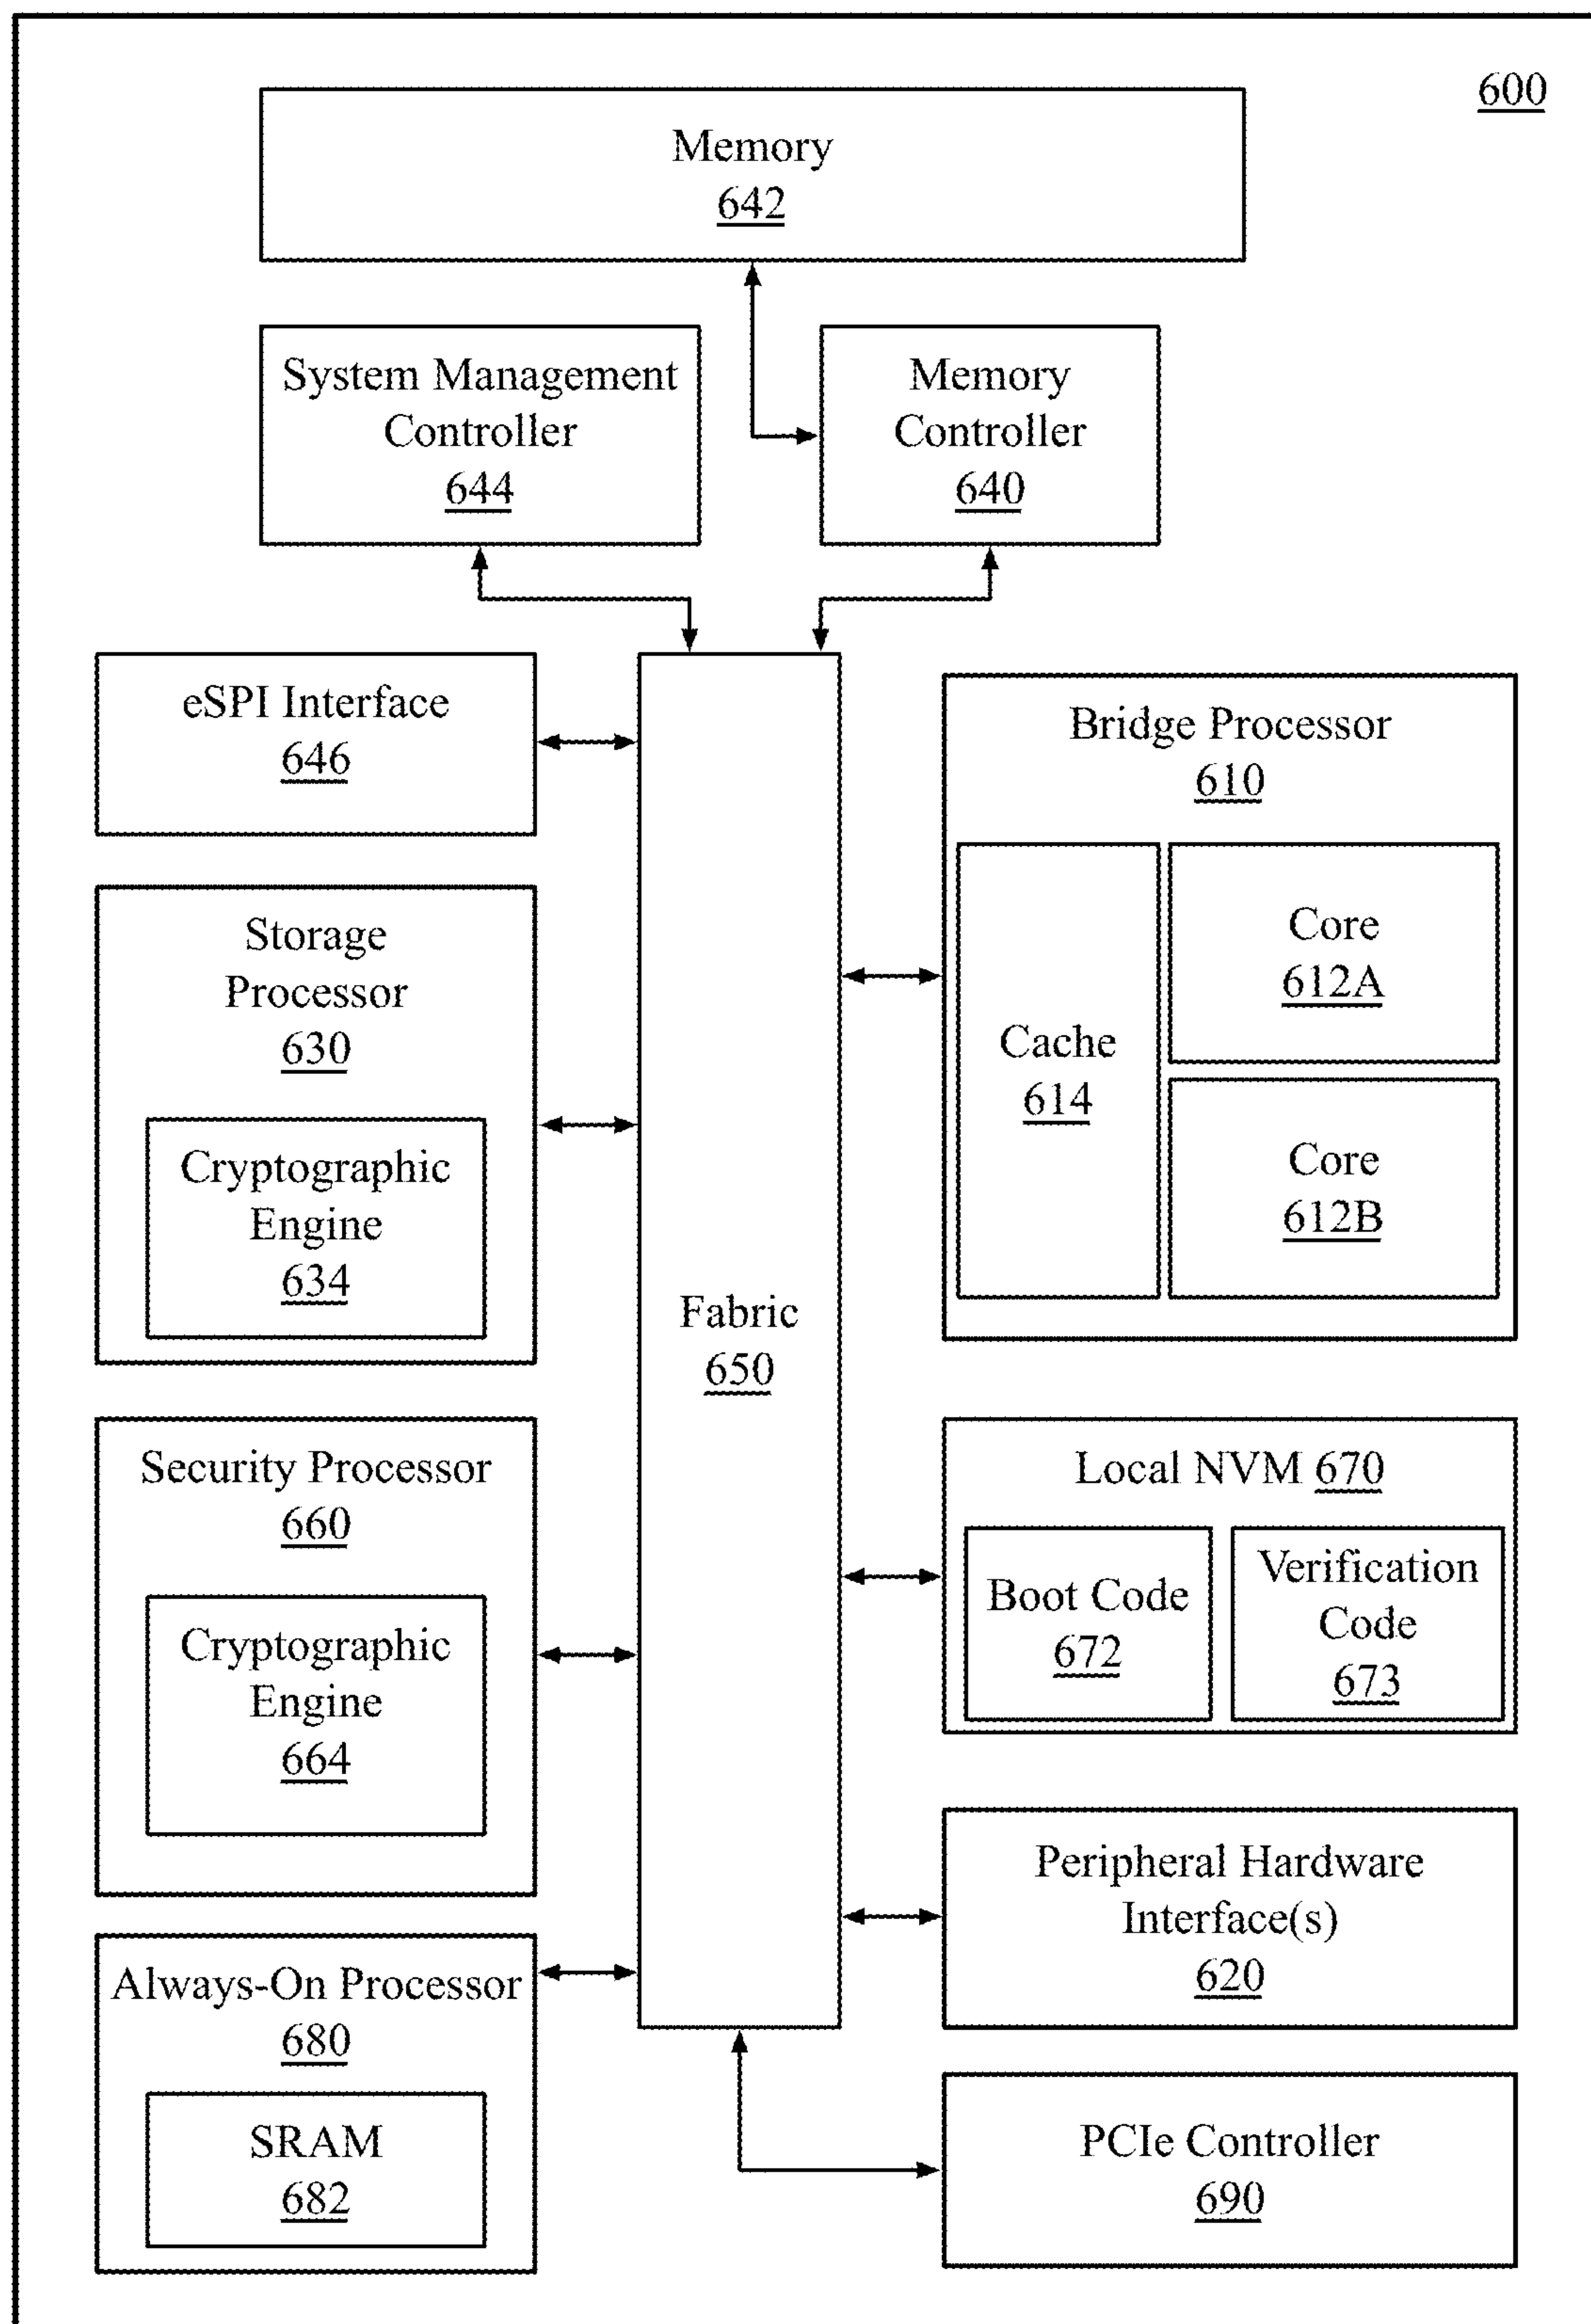 600
Memory
642
System Management
Controller
644
Memory
Controller
640
eSPI Interface
646
Storage
Processor
630
Cryptographic
Engine
634
Security Processor
660
Cryptographic
Engine
664
Always-On Processor
680
SRAM
682
Fabric
650
Bridge Processor
610
Cache
614
Core
612A
Core
612B
Local NVM 670
Boot Code
672
Verification
Code
673
Peripheral Hardware
Interface(s)
620
PCIe Controller
690